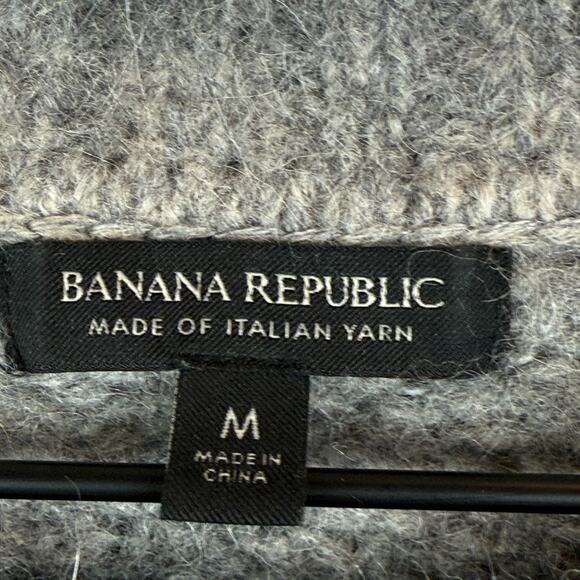 BANANA REPUBLIC
MADE OF ITALIAN YARN
M
MADE IN
CHINA